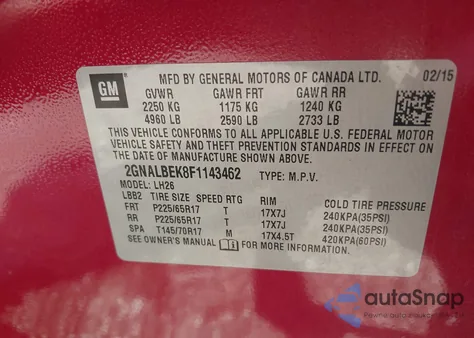 GM
MFD BY GENERAL MOTORS OF CANADA LTD. 02/15
GVWR GAWR FRT GAWR RR
2250 KG 1175 KG 1240 KG
4960 LB 2590 LB 2733 LB
THIS VEHICLE CONFORMS TO ALL APPLICABLE U.S. FEDERAL MOTOR
VEHICLE SAFETY AND THEFT PREVENTION STANDARDS IN EFFECT ON
THE DATE OF MANUFACTURE SHOWN ABOVE.
2GNALBEK8F1143462 TYPE: M.P.V.
MODEL: LH26
LBB2 TIRE SIZE SPEED RTG RIM COLD TIRE PRESSURE
FRT P225/65R17 T 17X7J 240KPA(35PSI)
RR P225/65R17 T 17X7J 240KPA(35PSI)
SPA T145/70R17 M 17X4.5T 420KPA(60PSI)
SEE OWNER'S MANUAL FOR MORE INFORMATION.
autoSnap